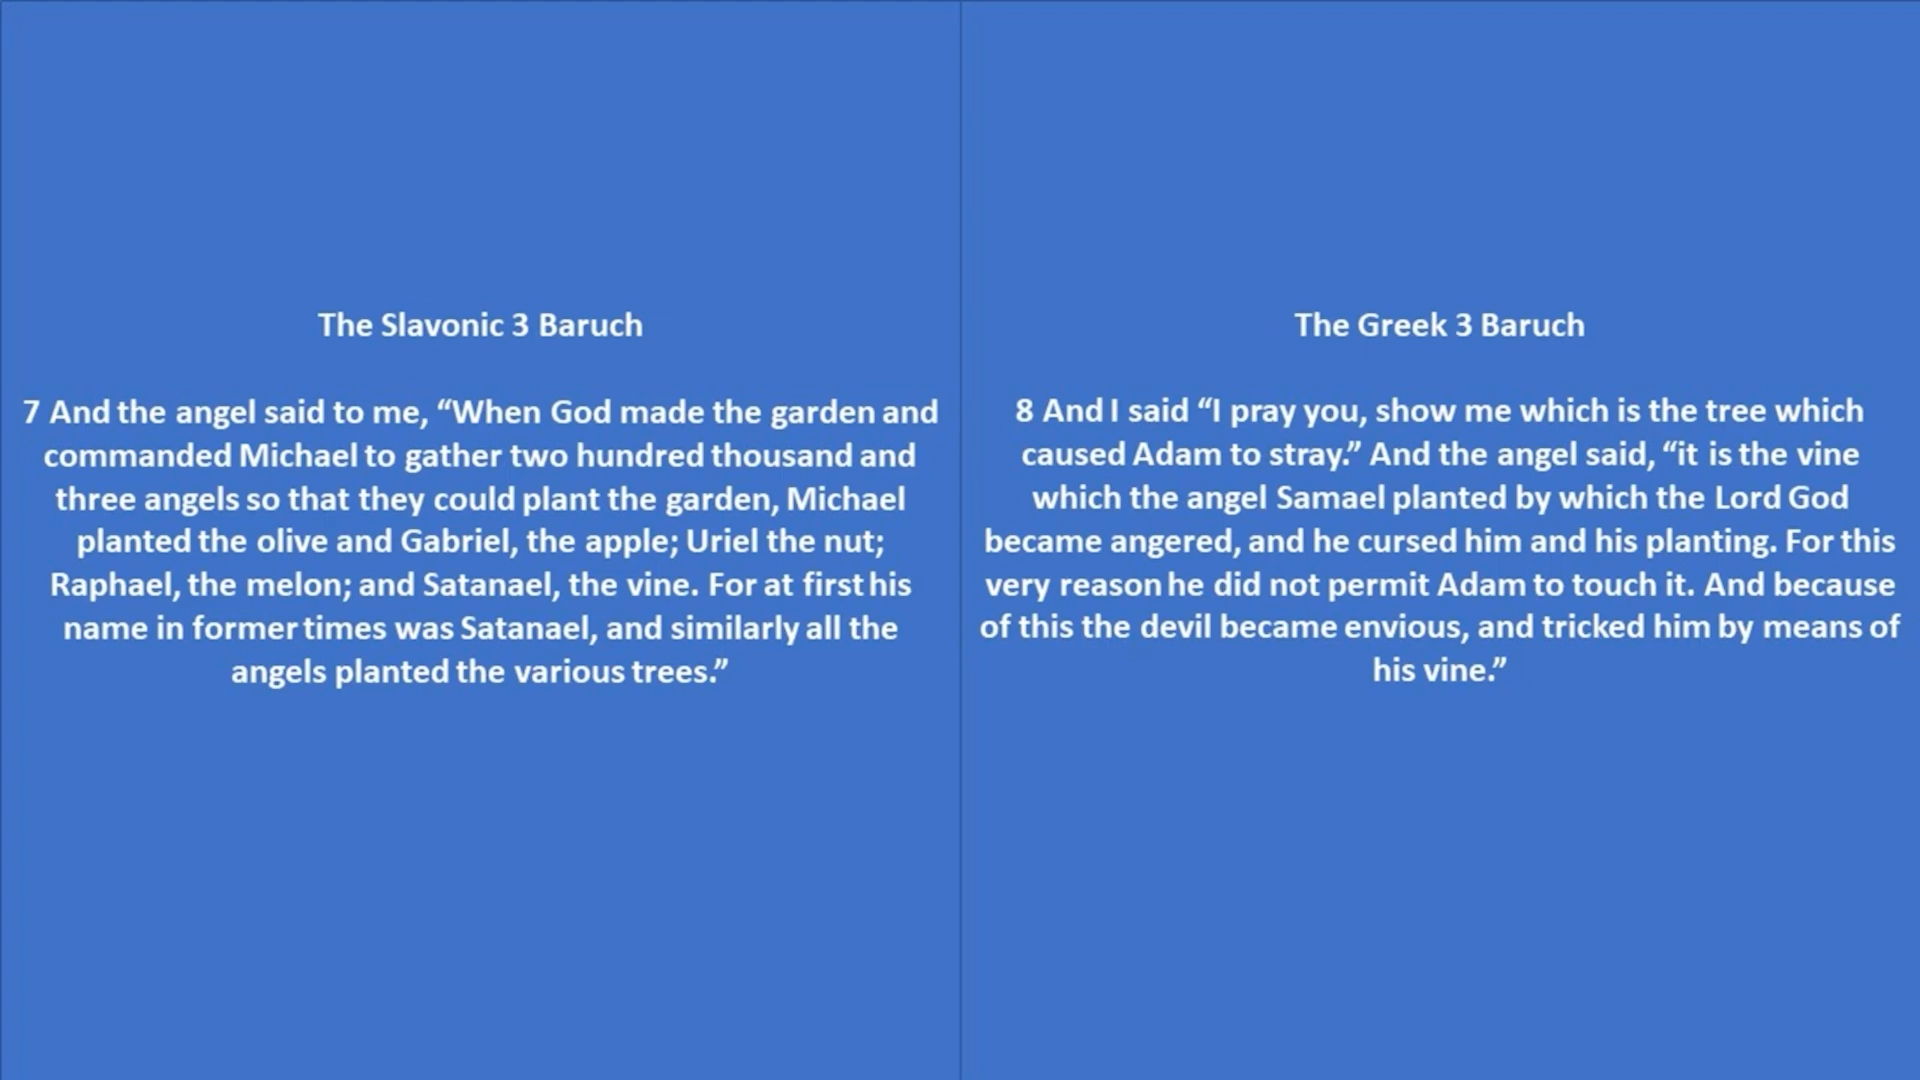 The Slavonic 3 Baruch
7 And the angel said to me, “When God made the garden and
commanded Michael to gather two hundred thousand and
three angels so that they could plant the garden, Michael
planted the olive and Gabriel, the apple; Uriel the nut;
Raphael, the melon; and Satanael, the vine. For at first his
name in former times was Satanael, and similarly all the
angels planted the various trees.”
The Greek 3 Baruch
8 And I said “I pray you, show me which is the tree which
caused Adam to stray.” And the angel said, “it is the vine
which the angel Samael planted by which the Lord God
became angered, and he cursed him and his planting. For this
very reason he did not permit Adam to touch it. And because
of this the devil became envious, and tricked him by means of
his vine.”